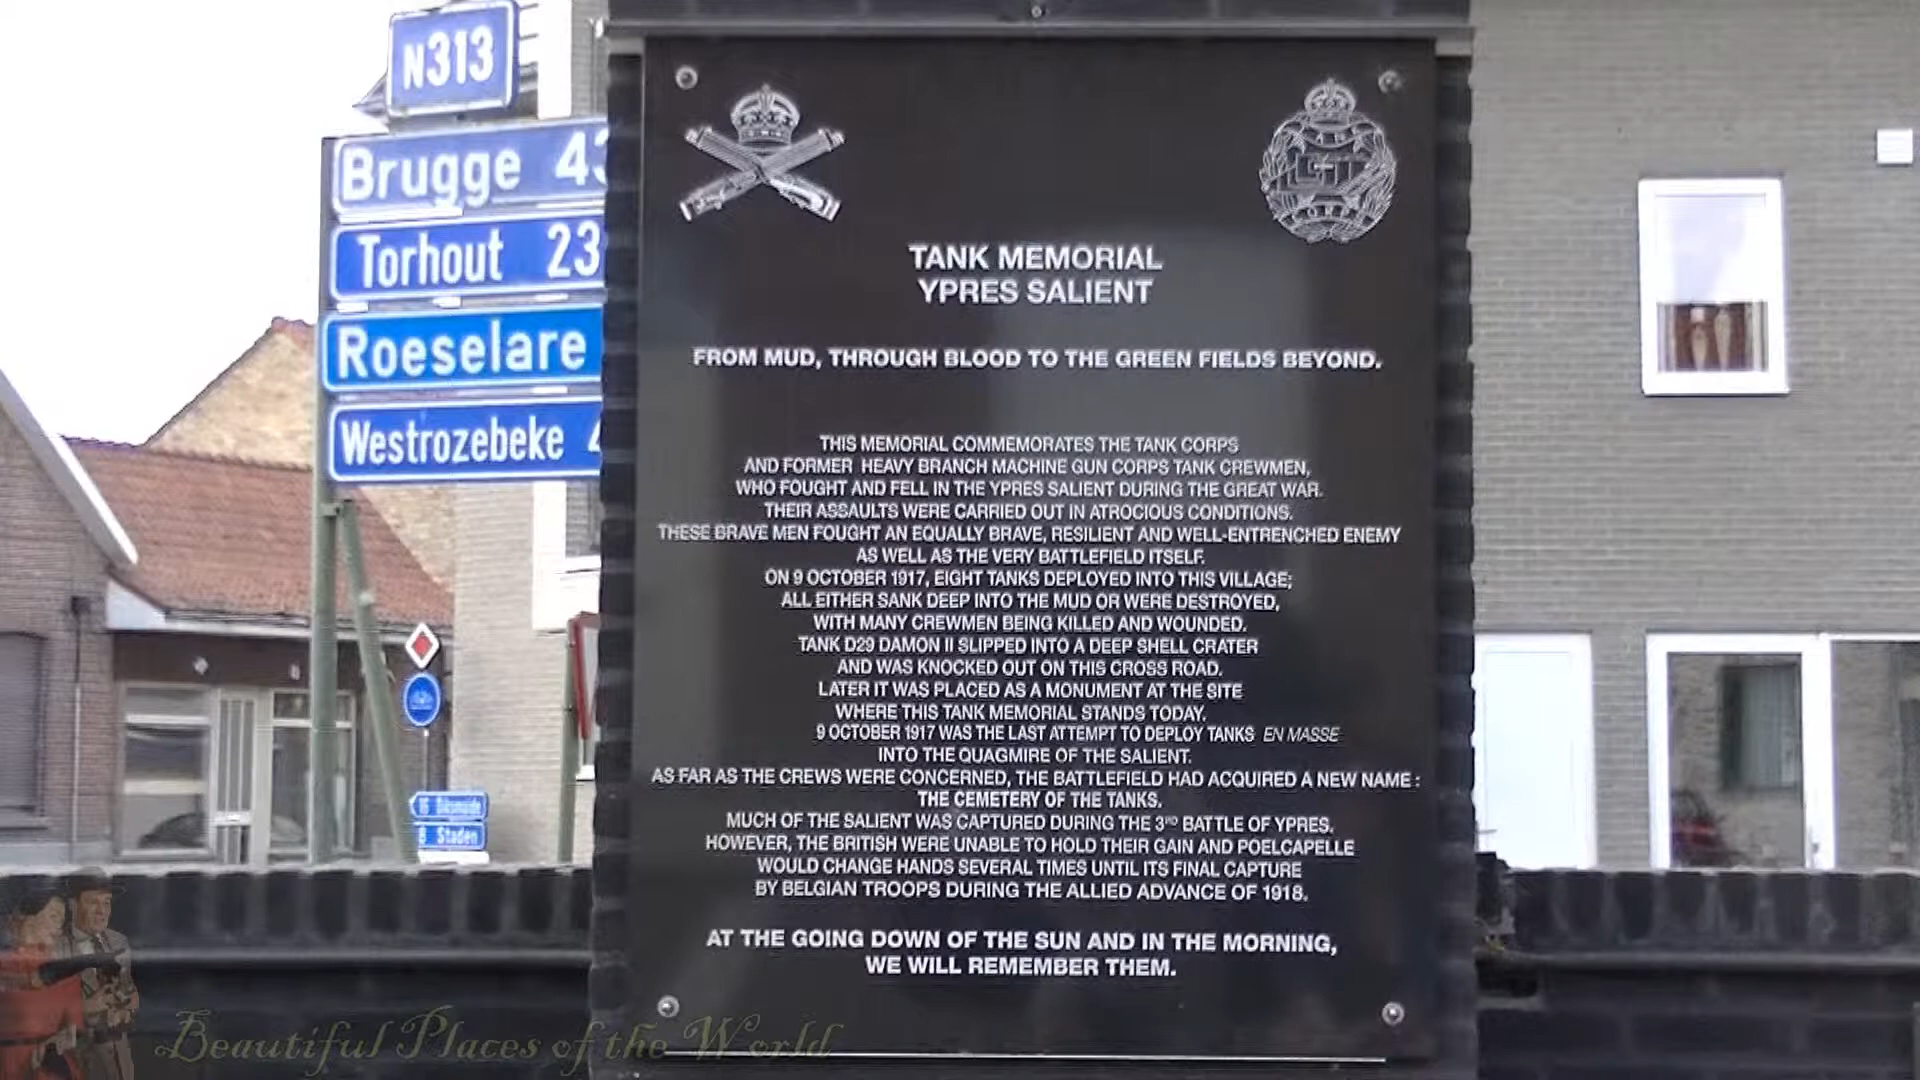 N313
Brugge 43
Torhout 23
Roeselare
Westrozebeke
TANK MEMORIAL
YPRES SALIENT
FROM MUD, THROUGH BLOOD TO THE GREEN FIELDS BEYOND.
THIS MEMORIAL COMMEMORATES THE TANK CORPS
AND FORMER HEAVY BRANCH MACHINE GUN CORPS TANK CREWMEN,
WHO FOUGHT AND FELL IN THE YPRES SALIENT DURING THE GREAT WAR.
THEIR ASSAULTS WERE CARRIED OUT IN ATROCIOUS CONDITIONS.
THESE BRAVE MEN FOUGHT AN EQUALLY BRAVE, RESILIENT AND WELL-ENTRENCHED ENEMY
AS WELL AS THE VERY BATTLEFIELD ITSELF.
ON 9 OCTOBER 1917, EIGHT TANKS DEPLOYED INTO THIS VILLAGE;
ALL EITHER SANK DEEP INTO THE MUD OR WERE DESTROYED,
WITH MANY CREWMEN BEING KILLED AND WOUNDED.
TANK D29 DAMON II SLIPPED INTO A DEEP SHELL CRATER
AND WAS KNOCKED OUT ON THIS CROSS ROAD.
LATER IT WAS PLACED AS A MONUMENT AT THE SITE
WHERE THIS TANK MEMORIAL STANDS TODAY.
9 OCTOBER 1917 WAS THE LAST ATTEMPT TO DEPLOY TANKS EN MASSE
INTO THE QUAGMIRE OF THE SALIENT.
AS FAR AS THE CREWS WERE CONCERNED, THE BATTLEFIELD HAD ACQUIRED A NEW NAME :
THE CEMETERY OF THE TANKS.
MUCH OF THE SALIENT WAS CAPTURED DURING THE 3RD BATTLE OF YPRES.
HOWEVER, THE BRITISH WERE UNABLE TO HOLD THEIR GAIN AND POELCAPELLE
WOULD CHANGE HANDS SEVERAL TIMES UNTIL ITS FINAL CAPTURE
BY BELGIAN TROOPS DURING THE ALLIED ADVANCE OF 1918.
AT THE GOING DOWN OF THE SUN AND IN THE MORNING,
WE WILL REMEMBER THEM.
Diksmuide
8 Staden
Beautiful Places of the World